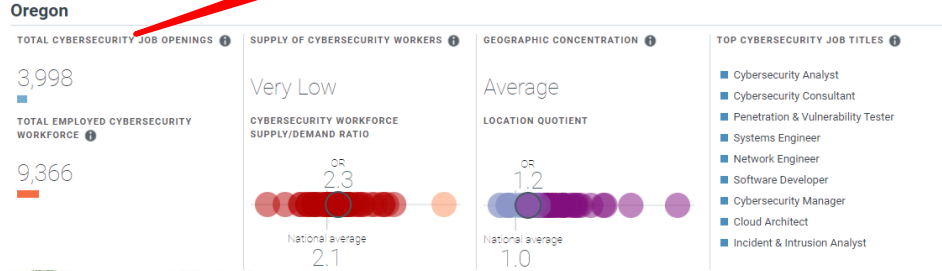 Oregon
TOTAL CYBERSECURITY JOB OPENINGS
3,998
TOTAL EMPLOYED CYBERSECURITY
WORKFORCE
9,366
SUPPLY OF CYBERSECURITY WORKERS
Very Low
CYBERSECURITY WORKFORCE
SUPPLY/DEMAND RATIO
OR
2.3
National average
2.1
GEOGRAPHIC CONCENTRATION
Average
LOCATION QUOTIENT
OR
1.2
National average
1.0
TOP CYBERSECURITY JOB TITLES
Cybersecurity Analyst
Cybersecurity Consultant
Penetration & Vulnerability Tester
Systems Engineer
Network Engineer
Software Developer
Cybersecurity Manager
Cloud Architect
Incident & Intrusion Analyst